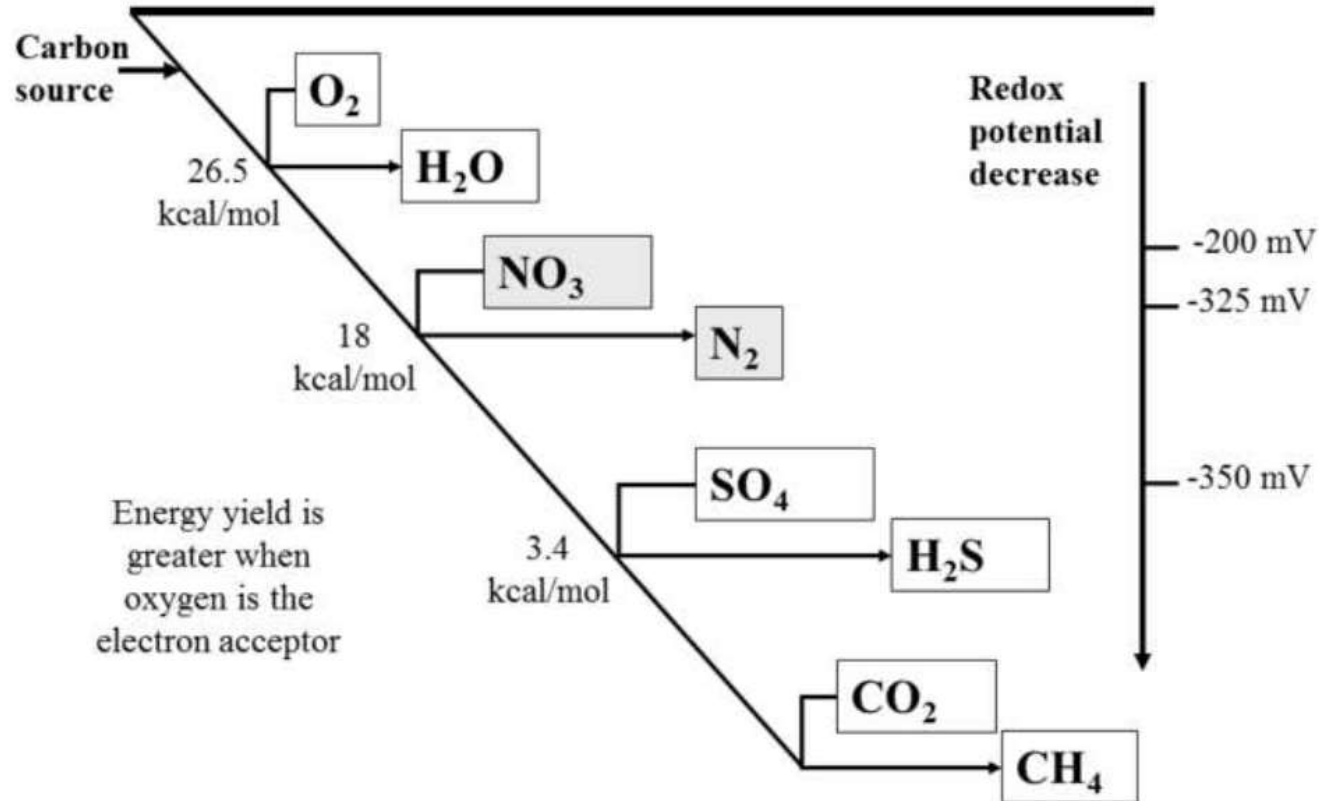 Carbon
source
O₂
H₂O
26.5
kcal/mol
Redox
potential
decrease
-200 mV
-325 mV
-350 mV
NO₃
N₂
18
kcal/mol
SO₄
H₂S
3.4
kcal/mol
Energy yield is
greater when
oxygen is the
electron acceptor
CO₂
CH₄